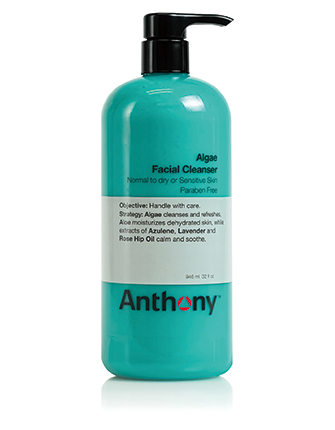 Algae
Facial Cleanser
Normal to dry or Sensitive Skin
Paraben Free
Objective: Handle with care.
Strategy: Algae cleanses and refreshes,
Aloe moisturizes dehydrated skin, while
extracts of Azulene, Lavender and
Rose Hip Oil calm and soothe.
946 ml 32 fl oz
Anthony™